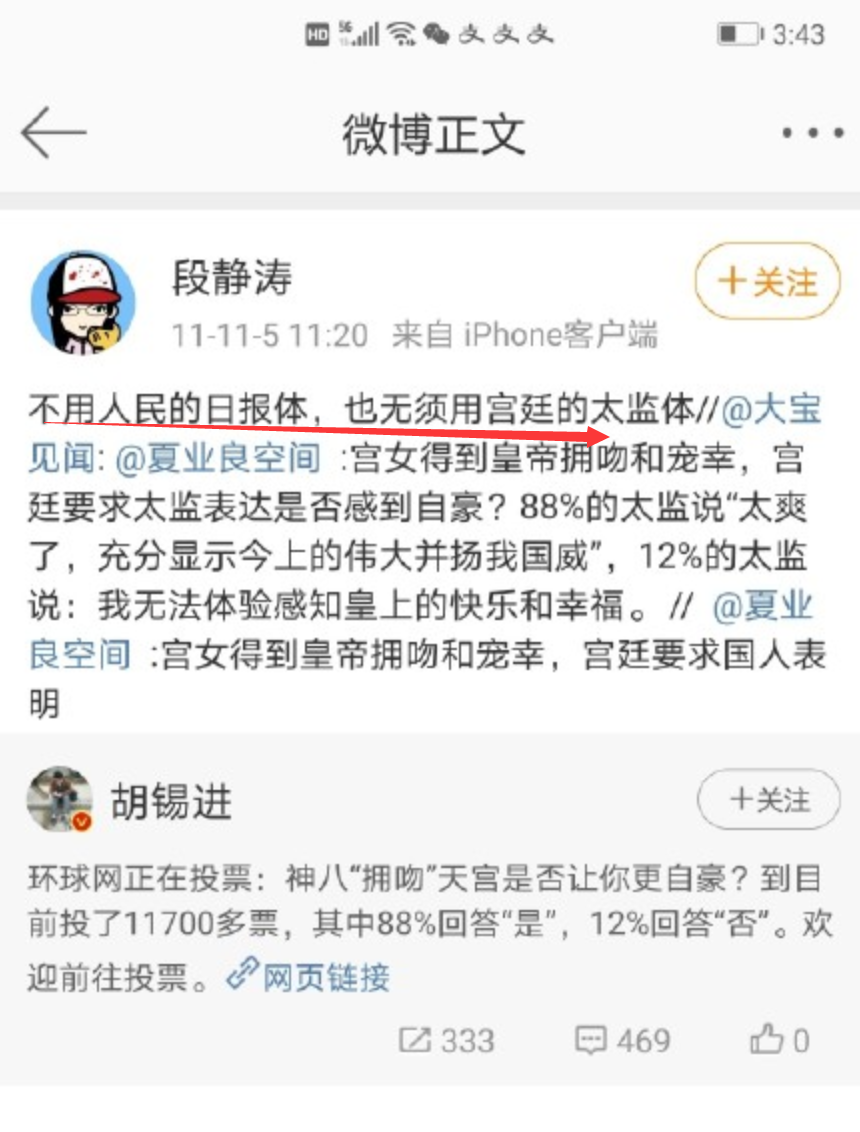 HD 5G 支 支 支 3:43
微博正文
段静涛
+关注
11-11-5 11:20 来自 iPhone客户端
不用人民的日报体，也无须用宫廷的太监体//@大宝
见闻: @夏业良空间 :宫女得到皇帝拥吻和宠幸，宫
廷要求太监表达是否感到自豪？88%的太监说“太爽
了，充分显示今上的伟大并扬我国威”，12%的太监
说：我无法体验感知皇上的快乐和幸福。// @夏业
良空间 :宫女得到皇帝拥吻和宠幸，宫廷要求国人表
明
胡锡进
+关注
环球网正在投票：神八“拥吻”天宫是否让你更自豪？到目
前投了11700多票，其中88%回答“是”，12%回答“否”。欢
迎前往投票。网页链接
333 469 0